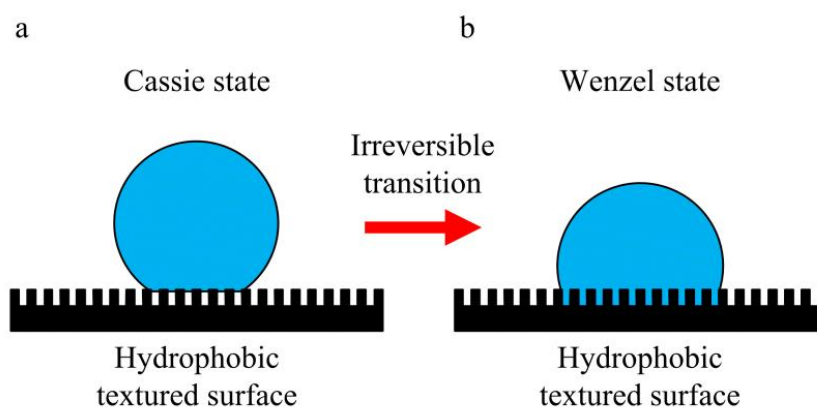 a
Cassie state
Hydrophobic
textured surface
Irreversible
transition
b
Wenzel state
Hydrophobic
textured surface